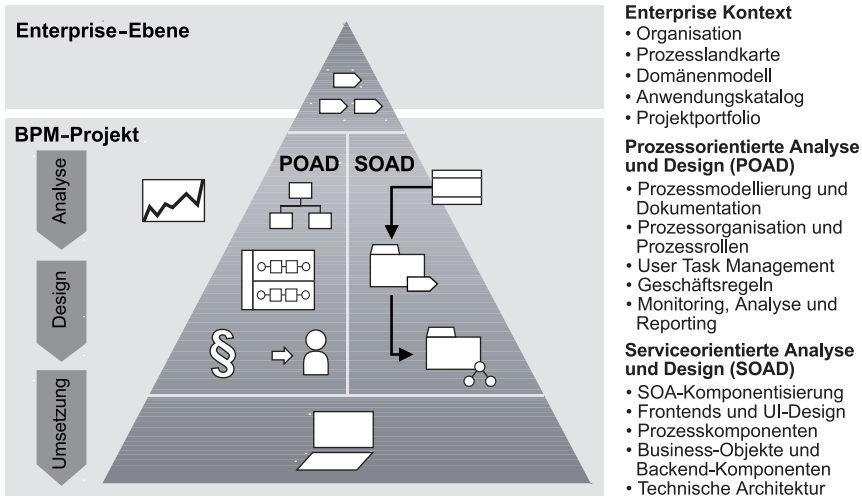 Enterprise-Ebene
BPM-Projekt
Analyse
Design
Umsetzung
POAD
SOAD
§
Enterprise Kontext
• Organisation
• Prozesslandkarte
• Domänenmodell
• Anwendungskatalog
• Projektportfolio
Prozessorientierte Analyse
und Design (POAD)
• Prozessmodellierung und
Dokumentation
• Prozessorganisation und
Prozessrollen
• User Task Management
• Geschäftsregeln
• Monitoring, Analyse und
Reporting
Serviceorientierte Analyse
und Design (SOAD)
• SOA-Komponentisierung
• Frontends und UI-Design
• Prozesskomponenten
• Business-Objekte und
Backend-Komponenten
• Technische Architektur